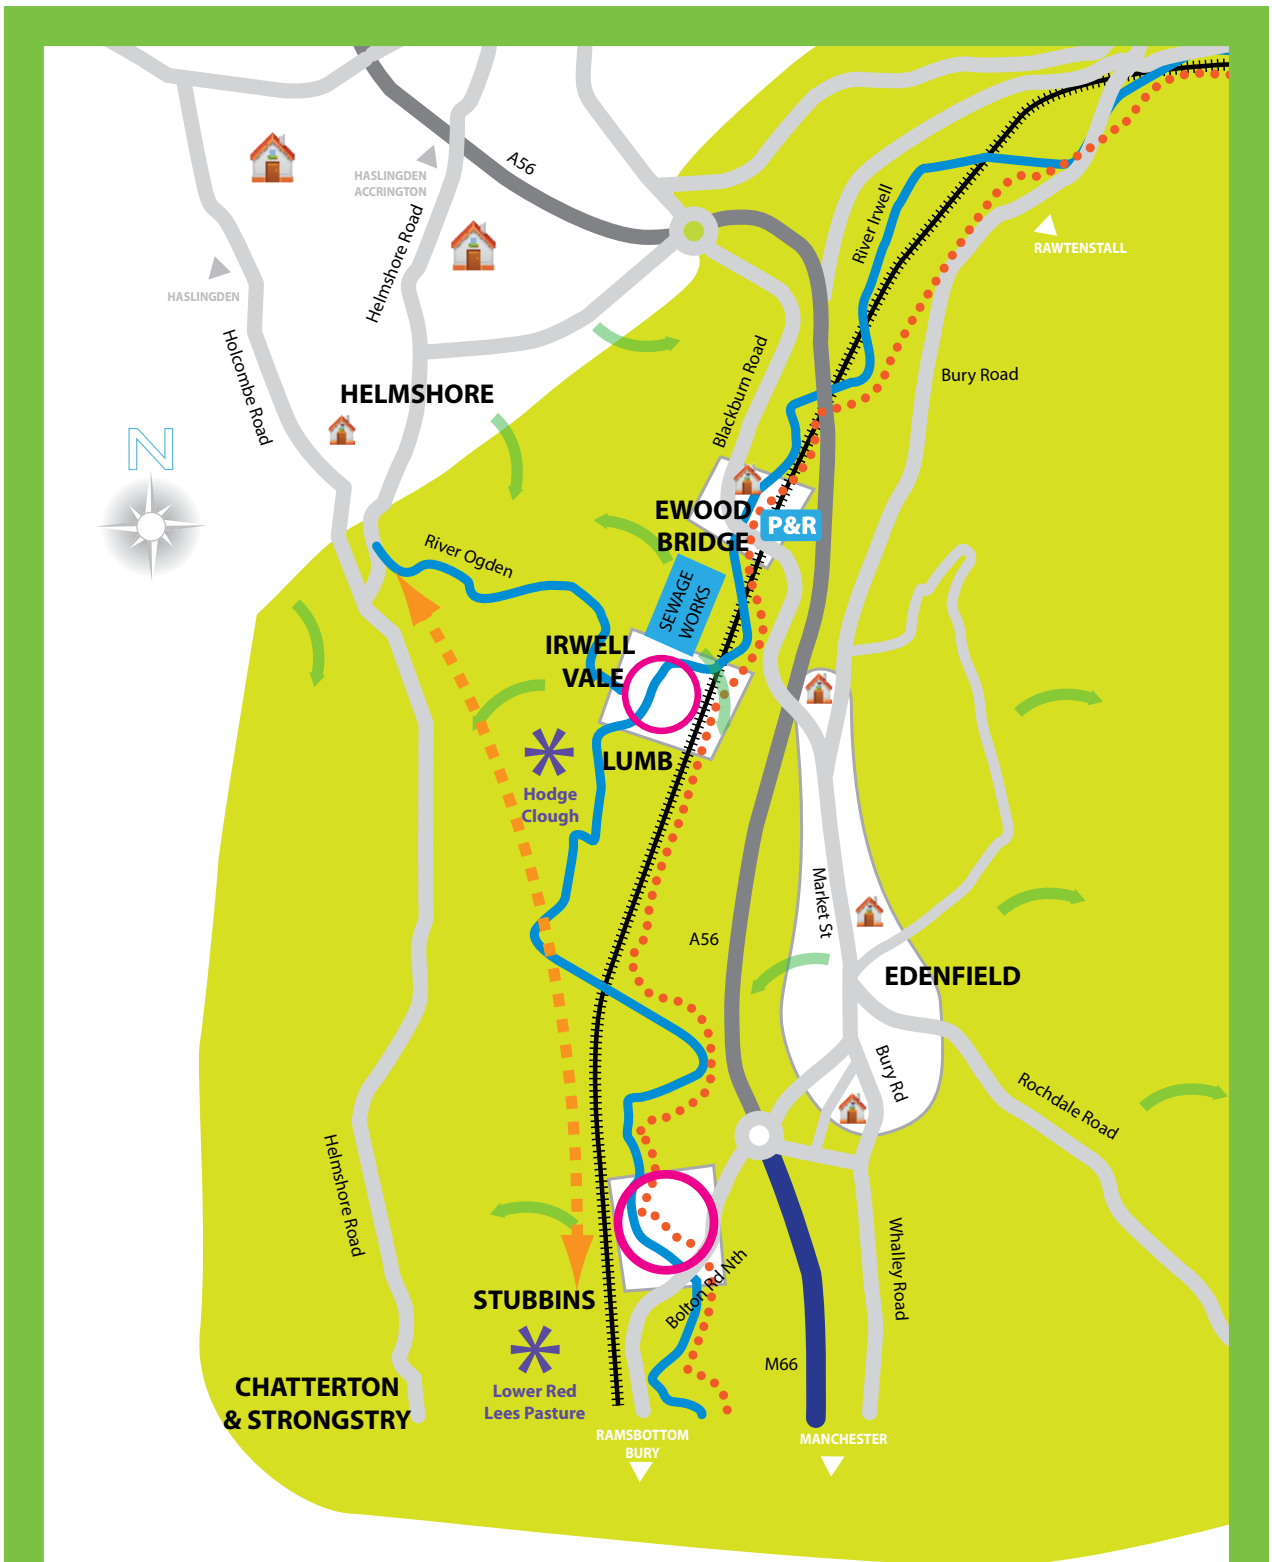 A56
HASLINGDEN
ACCRINGTON
Helmshore Road
River Irwell
RAWTENSTALL
HASLINGDEN
Holcombe Road
HELMSHORE
Blackburn Road
Bury Road
N
EWOOD
BRIDGE
P&R
River Ogden
SEWAGE
WORKS
IRWELL
VALE
LUMB
Hodge
Clough
Market St
A56
EDENFIELD
Bury Rd
Rochdale Road
Helmshore Road
Whalley Road
Bolton Rd Nth
STUBBINS
M66
Lower Red
Lees Pasture
CHATTERTON
& STRONGSTRY
RAMSBOTTOM
BURY
MANCHESTER